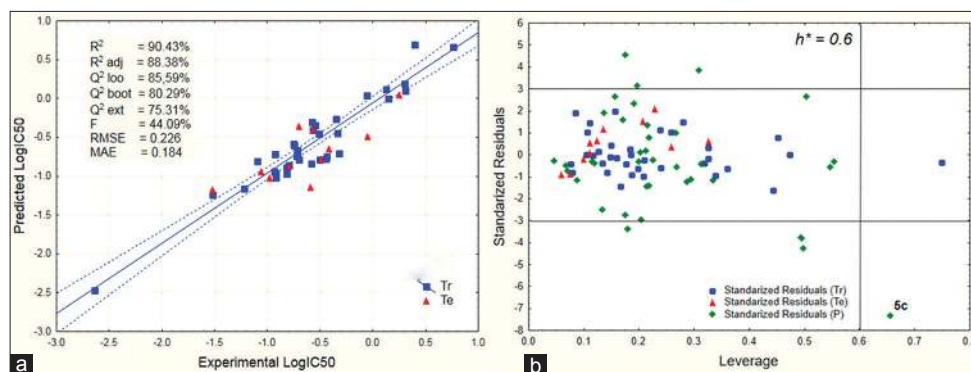 R² = 90.43%
R² adj = 88.38%
Q² loo = 85,59%
Q² boot = 80.29%
Q² ext = 75.31%
F = 44.09%
RMSE = 0.226
MAE = 0.184
Predicted LogIC50
1.0
0.0
-0.5
-1.0
-1.5
-2.0
-2.5
-3.0
-3.0 -2.5 -2.0 -1.5 -1.0 -0.5 0.0 0.5 1.0
Experimental LogIC50
Tr
Te
a
h* = 0.6
Standardized Residuals
6
5
4
3
2
1
0
-1
-2
-3
-4
-5
-6
-7
-8
5c
Standarized Residuals (Tr)
Standarized Residuals (Te)
Standarized Residuals (P)
0.0 0.1 0.2 0.3 0.4 0.5 0.6 0.7 0.8
Leverage
b